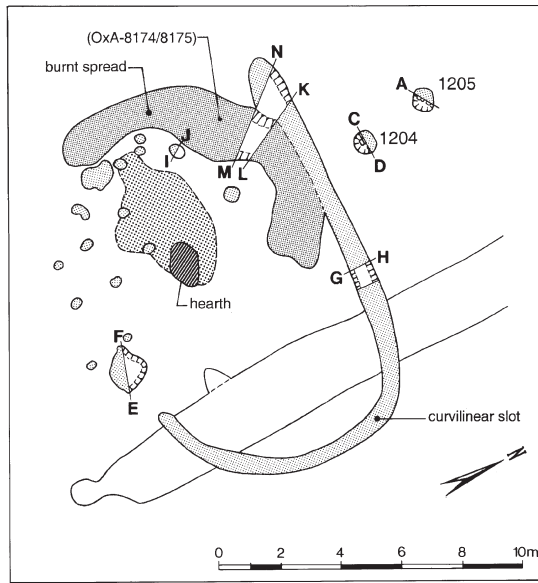 (OxA-8174/8175)
burnt spread
N
K
A
1205
C
1204
D
J
I
M
L
H
G
hearth
F
E
curvilinear slot
N
0 2 4 6 8 10m